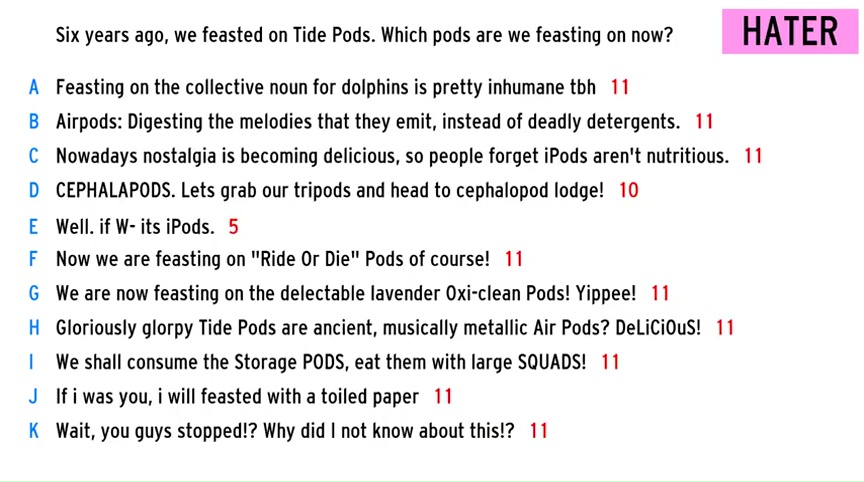 Six years ago, we feasted on Tide Pods. Which pods are we feasting on now?
HATER
A Feasting on the collective noun for dolphins is pretty inhumane tbh 11
B Airpods: Digesting the melodies that they emit, instead of deadly detergents. 11
C Nowadays nostalgia is becoming delicious, so people forget iPods aren't nutritious. 11
D CEPHALAPODS. Lets grab our tripods and head to cephalopod lodge! 10
E Well. if W- its iPods. 5
F Now we are feasting on "Ride Or Die" Pods of course! 11
G We are now feasting on the delectable lavender Oxi-clean Pods! Yippee! 11
H Gloriously glorpy Tide Pods are ancient, musically metallic Air Pods? DeLiCiOuS! 11
I We shall consume the Storage PODS, eat them with large SQUADS! 11
J If i was you, i will feasted with a toiled paper 11
K Wait, you guys stopped!? Why did I not know about this!? 11